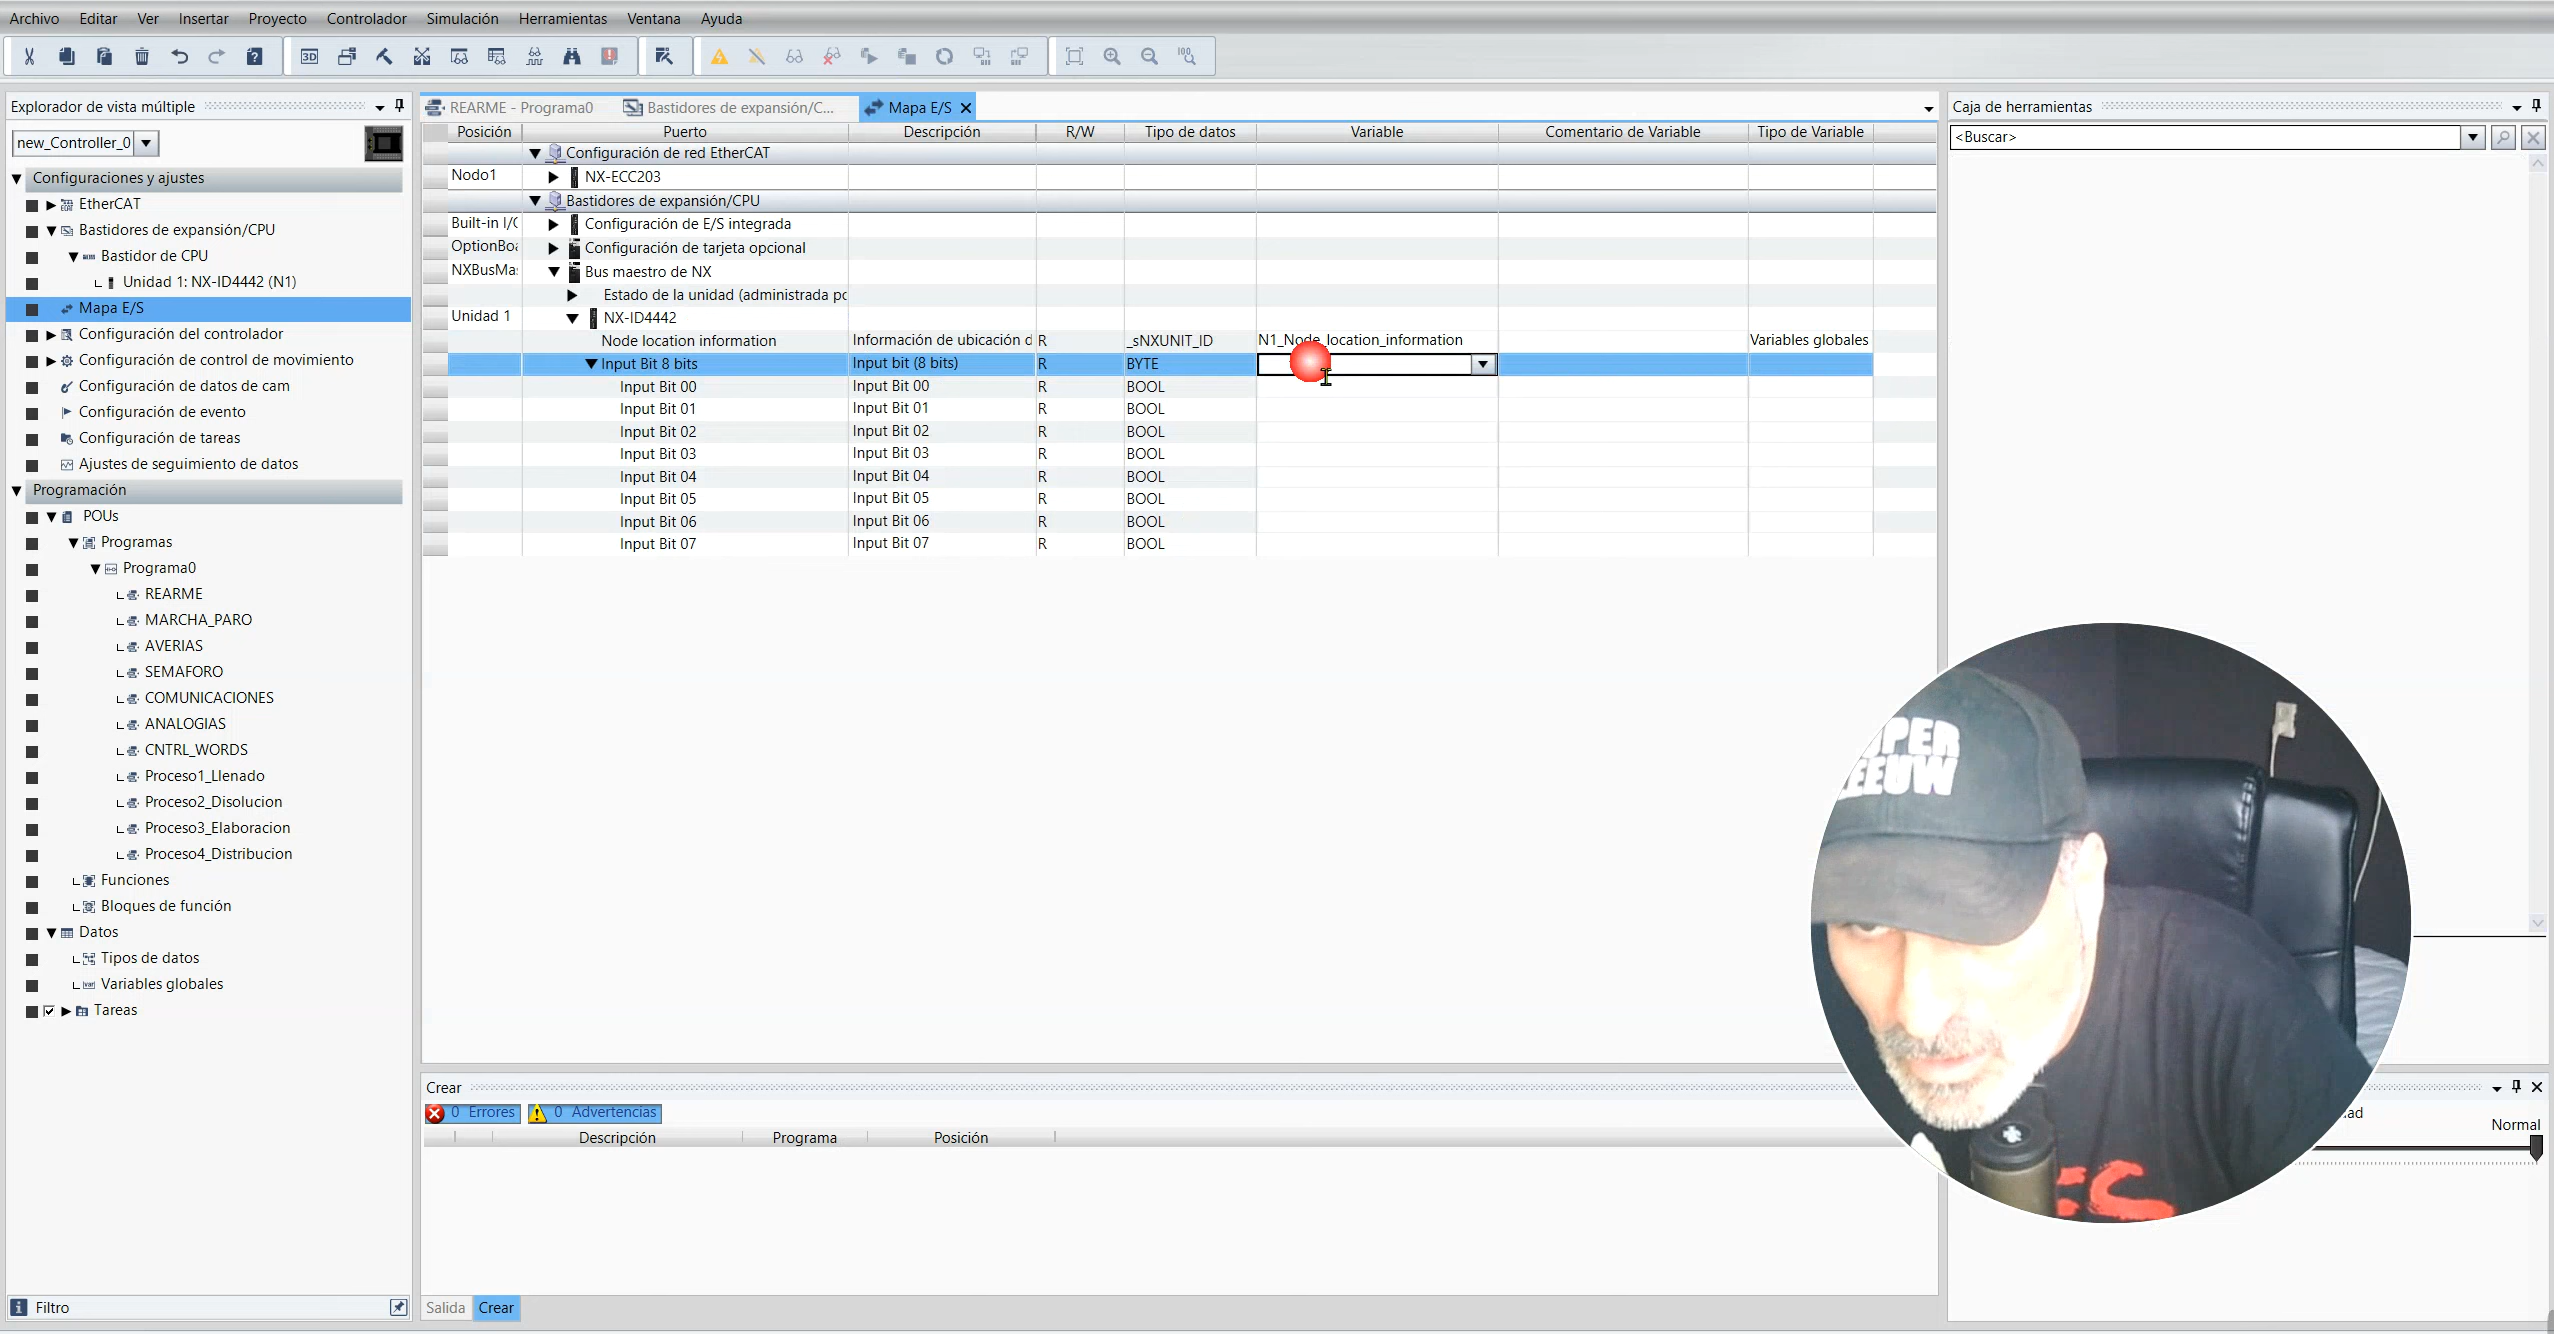 Archivo Editar Ver Insertar Proyecto Controlador Simulación Herramientas Ventana Ayuda
Explorador de vista múltiple
new_Controller_0
Configuraciones y ajustes
EtherCAT
Bastidores de expansión/CPU
Bastidor de CPU
Unidad 1: NX-ID4442 (N1)
Mapa E/S
Configuración del controlador
Configuración de control de movimiento
Configuración de datos de cam
Configuración de evento
Configuración de tareas
Ajustes de seguimiento de datos
Programación
POUs
Programas
Programa0
REARME
MARCHA_PARO
AVERIAS
SEMAFORO
COMUNICACIONES
ANALOGIAS
CNTRL_WORDS
Proceso1_Llenado
Proceso2_Disolucion
Proceso3_Elaboracion
Proceso4_Distribucion
Funciones
Bloques de función
Datos
Tipos de datos
Variables globales
Tareas
Filtro
REARME - Programa0 Bastidores de expansión/C... Mapa E/S
Posición Puerto Descripción R/W Tipo de datos Variable Comentario de Variable Tipo de Variable
Configuración de red EtherCAT
Nodo1 NX-ECC203
Bastidores de expansión/CPU
Built-in I/ Configuración de E/S integrada
OptionBo Configuración de tarjeta opcional
NXBusMa Bus maestro de NX
Estado de la unidad (administrada po
Unidad 1 NX-ID4442
Node location information Información de ubicación d R _sNXUNIT_ID N1_Node_location_information Variables globales
Input Bit 8 bits Input bit (8 bits) R BYTE
Input Bit 00 Input Bit 00 R BOOL
Input Bit 01 Input Bit 01 R BOOL
Input Bit 02 Input Bit 02 R BOOL
Input Bit 03 Input Bit 03 R BOOL
Input Bit 04 Input Bit 04 R BOOL
Input Bit 05 Input Bit 05 R BOOL
Input Bit 06 Input Bit 06 R BOOL
Input Bit 07 Input Bit 07 R BOOL
Crear
0 Errores 0 Advertencias
Descripción Programa Posición
Salida Crear
Caja de herramientas
<Buscar>
UPER
EEUW
ad
Normal